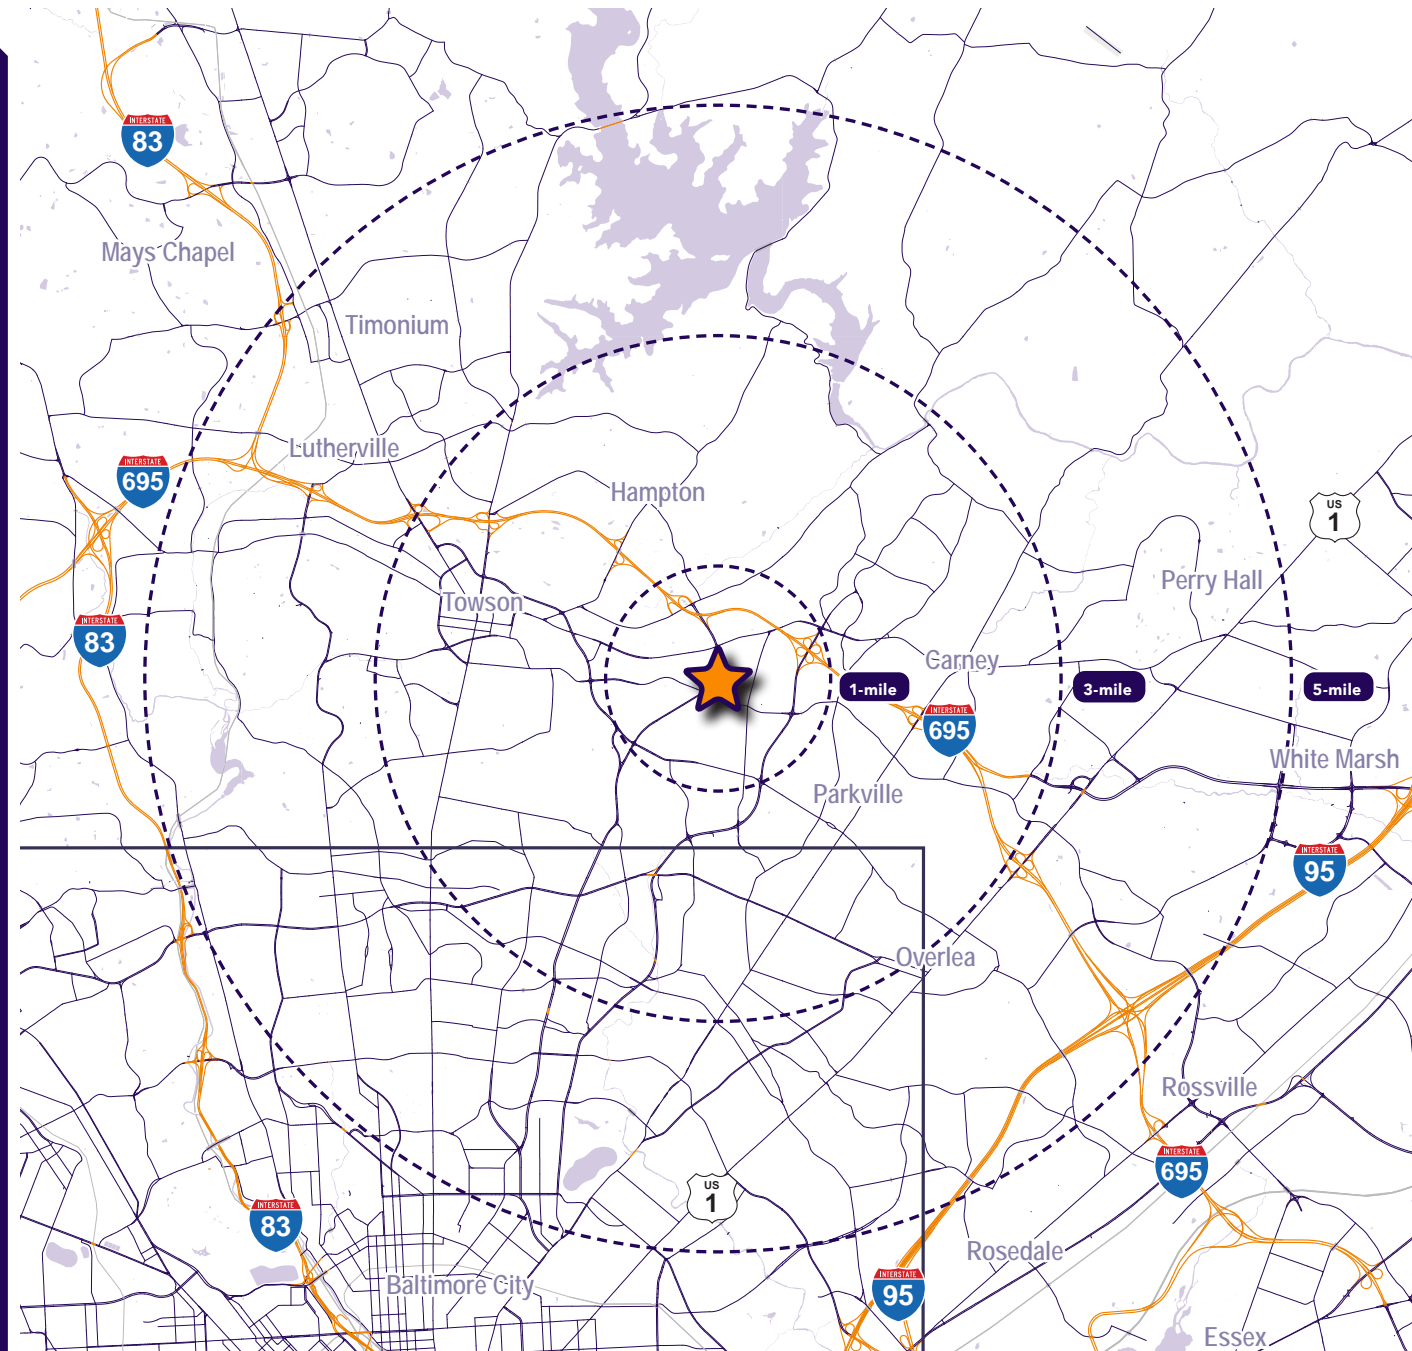 INTERSTATE
83
Mays Chapel
Timonium
Lutherville
INTERSTATE
695
Hampton
US
1
Perry Hall
Towson
INTERSTATE
83
Carney
1-mile
3-mile
5-mile
INTERSTATE
695
White Marsh
Parkville
INTERSTATE
95
Overlea
Rossville
INTERSTATE
695
US
1
INTERSTATE
83
Rosedale
Baltimore City
INTERSTATE
95
Essex